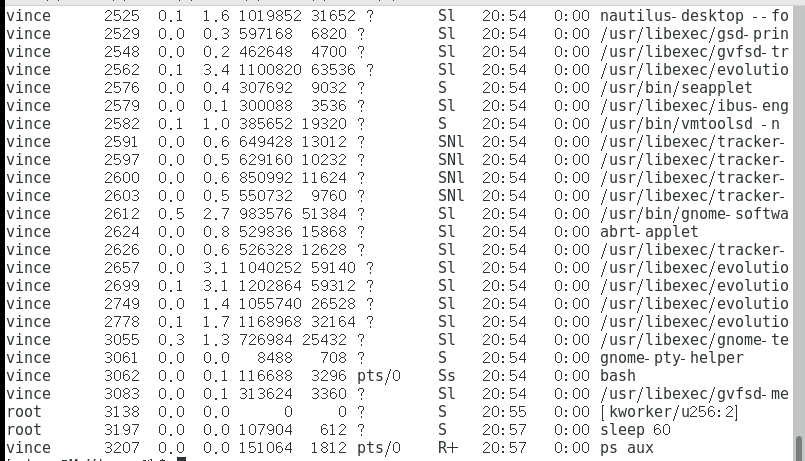 vince 2525 0.1 1.6 1019852 31652 ? Sl 20:54 0:00 nautilus-desktop --fo
vince 2529 0.0 0.3 597168 6820 ? Sl 20:54 0:00 /usr/libexec/gsd-prin
vince 2548 0.0 0.2 462648 4700 ? Sl 20:54 0:00 /usr/libexec/gvfsd-tr
vince 2562 0.1 3.4 1100820 63536 ? Sl 20:54 0:00 /usr/libexec/evolutio
vince 2576 0.0 0.4 307692 9032 ? S 20:54 0:00 /usr/bin/seapplet
vince 2579 0.0 0.1 300088 3536 ? Sl 20:54 0:00 /usr/libexec/ibus-eng
vince 2582 0.1 1.0 385652 19320 ? S 20:54 0:00 /usr/bin/vmtoolsd -n
vince 2591 0.0 0.6 649428 13012 ? SNl 20:54 0:00 /usr/libexec/tracker-
vince 2597 0.0 0.5 629160 10232 ? SNl 20:54 0:00 /usr/libexec/tracker-
vince 2600 0.0 0.6 850992 11624 ? SNl 20:54 0:00 /usr/libexec/tracker-
vince 2603 0.0 0.5 550732 9760 ? SNl 20:54 0:00 /usr/libexec/tracker-
vince 2612 0.5 2.7 983576 51384 ? Sl 20:54 0:00 /usr/bin/gnome-softwa
vince 2624 0.0 0.8 529836 15868 ? Sl 20:54 0:00 abrt-applet
vince 2626 0.0 0.6 526328 12628 ? Sl 20:54 0:00 /usr/libexec/tracker-
vince 2657 0.0 3.1 1040252 59140 ? Sl 20:54 0:00 /usr/libexec/evolutio
vince 2699 0.1 3.1 1202864 59312 ? Sl 20:54 0:00 /usr/libexec/evolutio
vince 2749 0.0 1.4 1055740 26528 ? Sl 20:54 0:00 /usr/libexec/evolutio
vince 2778 0.1 1.7 1168968 32164 ? Sl 20:54 0:00 /usr/libexec/evolutio
vince 3055 0.3 1.3 726984 25432 ? Sl 20:54 0:00 /usr/libexec/gnome-te
vince 3061 0.0 0.0 8488 708 ? S 20:54 0:00 gnome-pty-helper
vince 3062 0.0 0.1 116688 3296 pts/0 Ss 20:54 0:00 bash
vince 3083 0.0 0.1 313624 3360 ? Sl 20:54 0:00 /usr/libexec/gvfsd-me
root 3138 0.0 0.0 0 0 ? S 20:55 0:00 [kworker/u256:2]
root 3197 0.0 0.0 107904 612 ? S 20:57 0:00 sleep 60
vince 3207 0.0 0.0 151064 1812 pts/0 R+ 20:57 0:00 ps aux